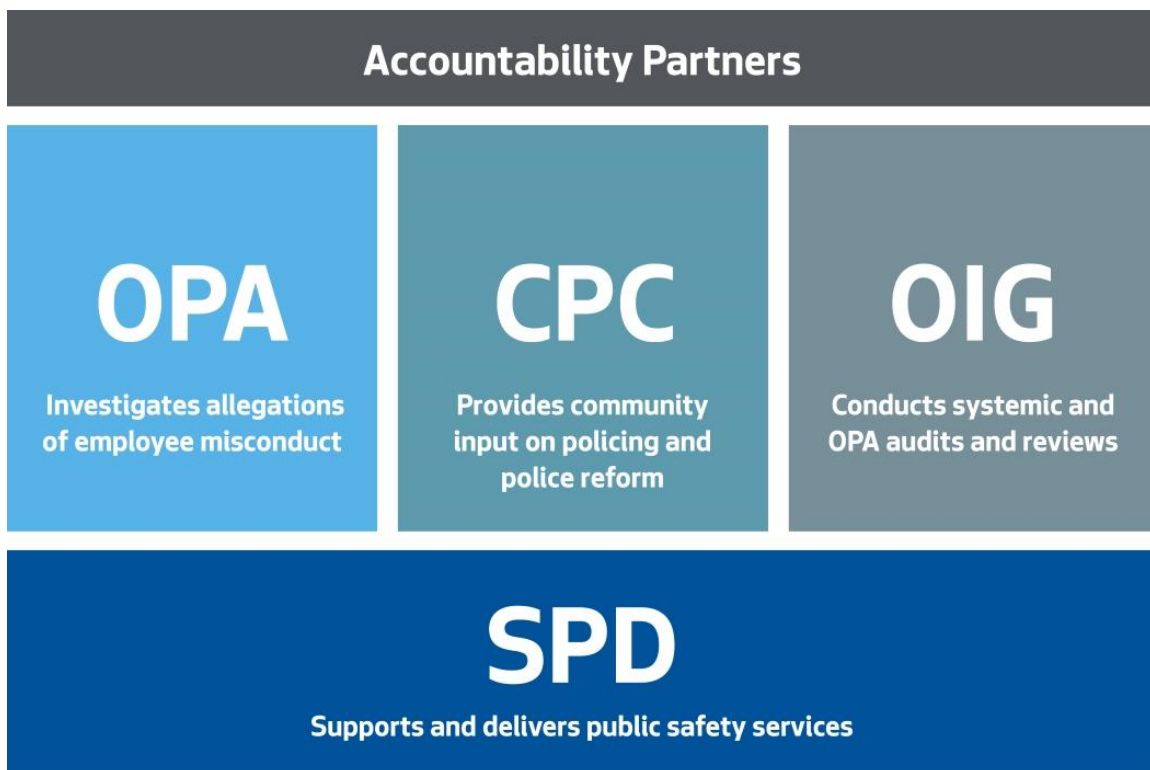 Accountability Partners
OPA
Investigates allegations
of employee misconduct
CPC
Provides community
input on policing and
police reform
OIG
Conducts systemic and
OPA audits and reviews
SPD
Supports and delivers public safety services